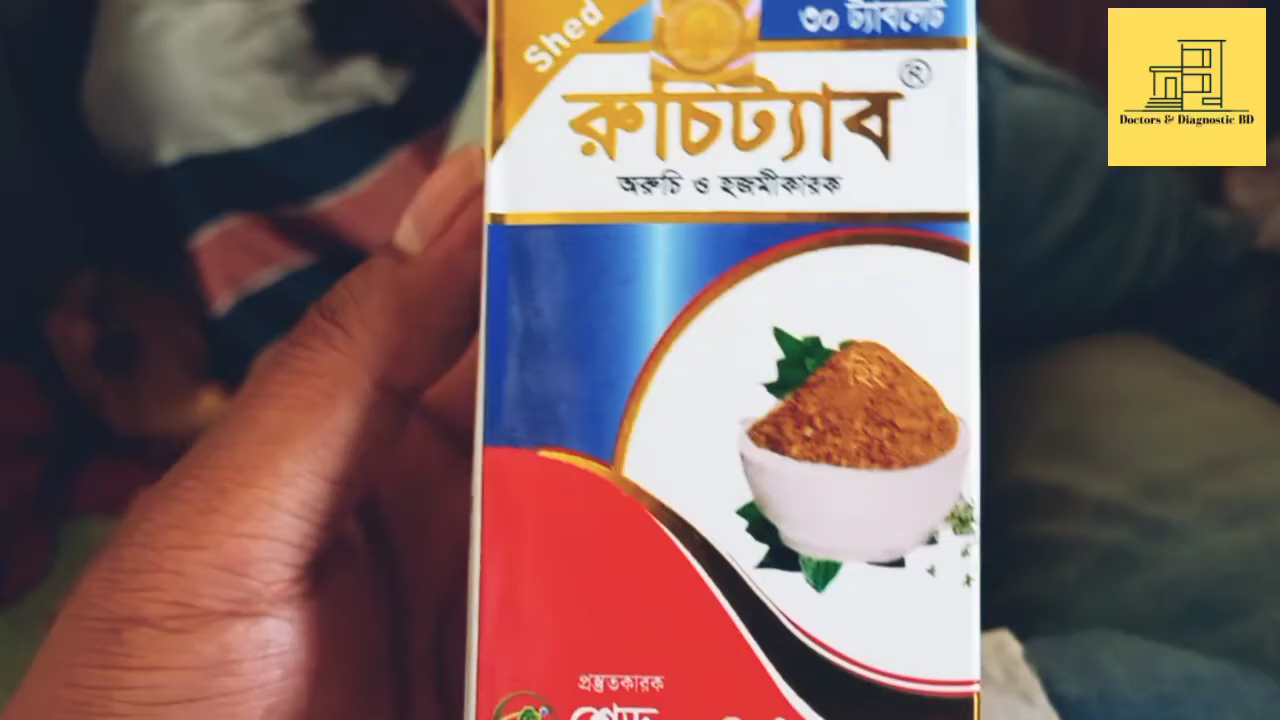 Shed
৩০ ট্যাবলেট
রুচিট্যাব®
অরুচি ও হজমীকারক
প্রস্তুতকারক
শেড
Doctors & Diagnostic BD